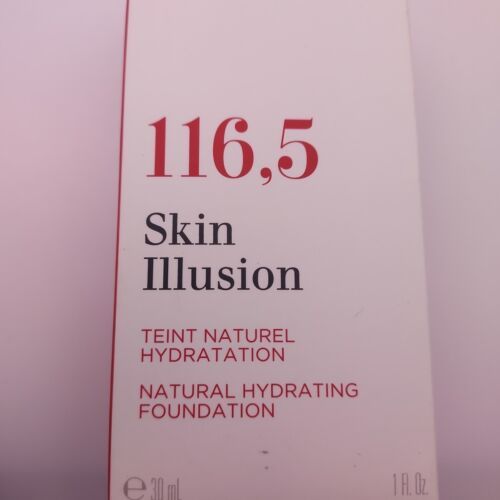 116,5
Skin
Illusion
TEINT NATUREL
HYDRATATION
NATURAL HYDRATING
FOUNDATION
℮ 30 mL 1 Fl. Oz.